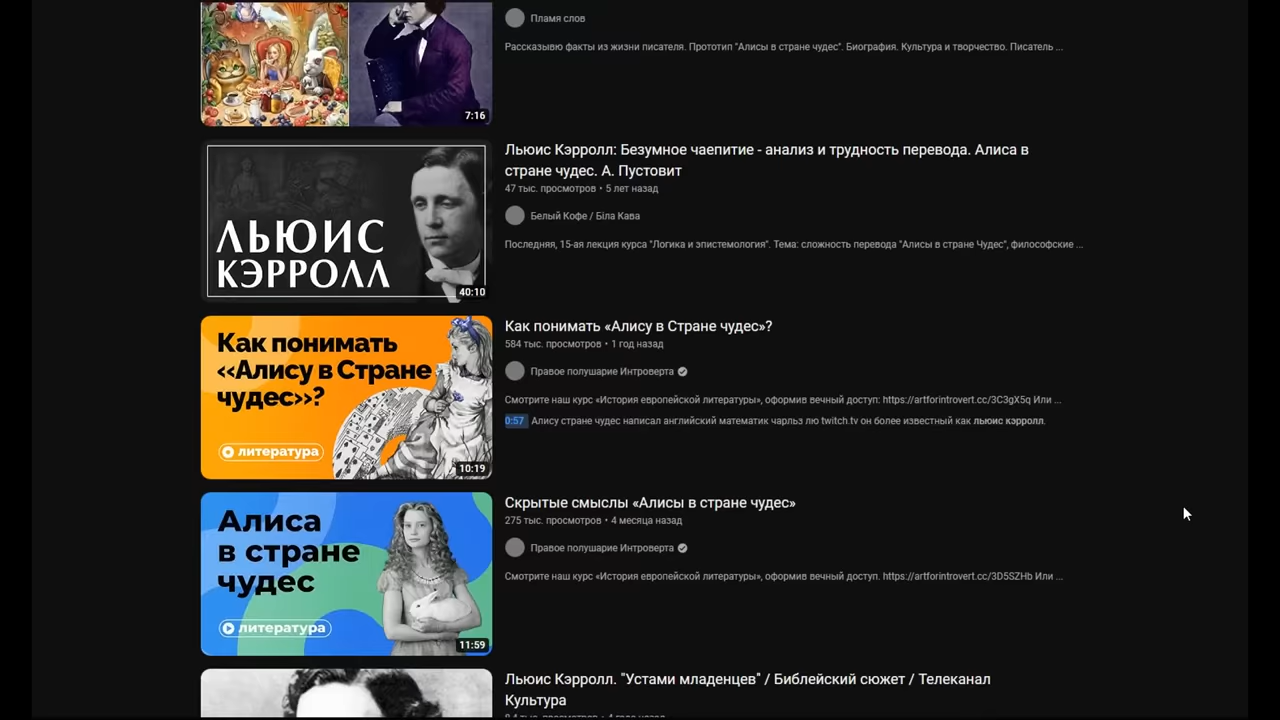 Пламя слов
Рассказываю факты из жизни писателя. Прототип "Алисы в стране чудес". Биография. Культура и творчество. Писатель ...
7:16
Льюис Кэрролл: Безумное чаепитие - анализ и трудность перевода. Алиса в
стране чудес. А. Пустовит
47 тыс. просмотров • 5 лет назад
Белый Кофе / Біла Кава
Последняя, 15-ая лекция курса "Логика и эпистемология". Тема: сложность перевода "Алисы в стране Чудес", философские ...
ЛЬЮИС
КЭРРОЛЛ
40:10
Как понимать «Алису в Стране чудес»?
584 тыс. просмотров • 1 год назад
Правое полушарие Интроверта
Смотрите наш курс «История европейской литературы», оформив вечный доступ: https://artforintrovert.cc/3C3gX5q Или ...
0:57 Алису стране чудес написал английский математик чарльз лю twitch.tv он более известный как льюис кэрролл.
Как понимать
«Алису в Стране
чудес»?
литература
10:19
Скрытые смыслы «Алисы в стране чудес»
275 тыс. просмотров • 4 месяца назад
Правое полушарие Интроверта
Смотрите наш курс «История европейской литературы», оформив вечный доступ. https://artforintrovert.cc/3D5SZHb Или ...
Алиса
в стране
чудес
литература
11:59
Льюис Кэрролл. "Устами младенцев" / Библейский сюжет / Телеканал
Культура